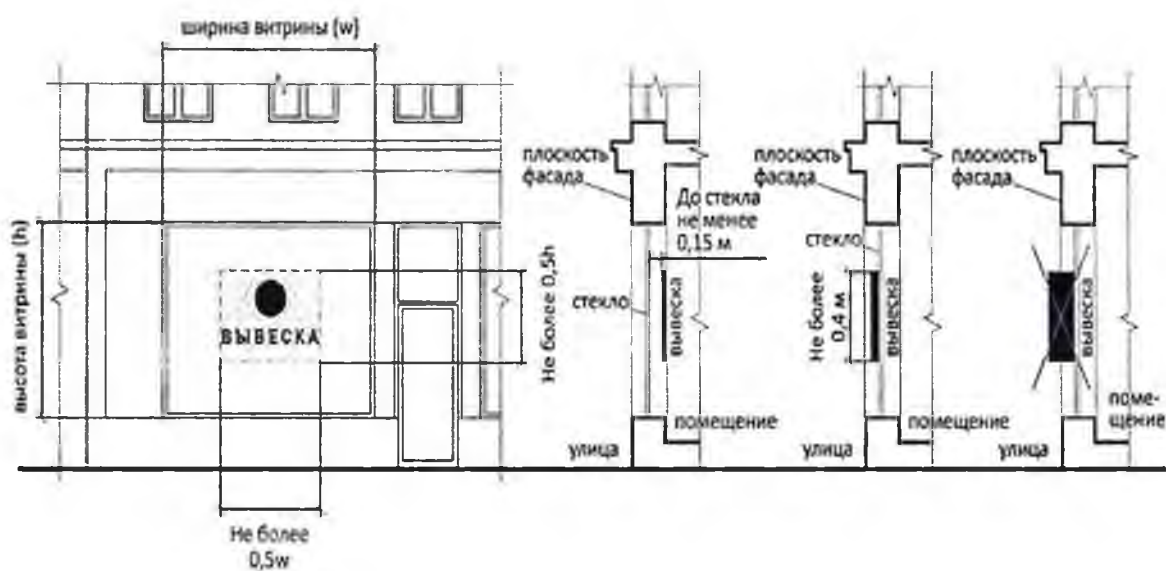 ширина витрины (w)
высота витрины (h)
ВЫВЕСКА
Не более 0,5h
Не более
0,5w
плоскость
фасада
До стекла
не менее
0,15 м
стекло
вывеска
помещение
улица
плоскость
фасада
стекло
Не более
0,4 м
вывеска
помещение
улица
плоскость
фасада
вывеска
поме-
щение
улица